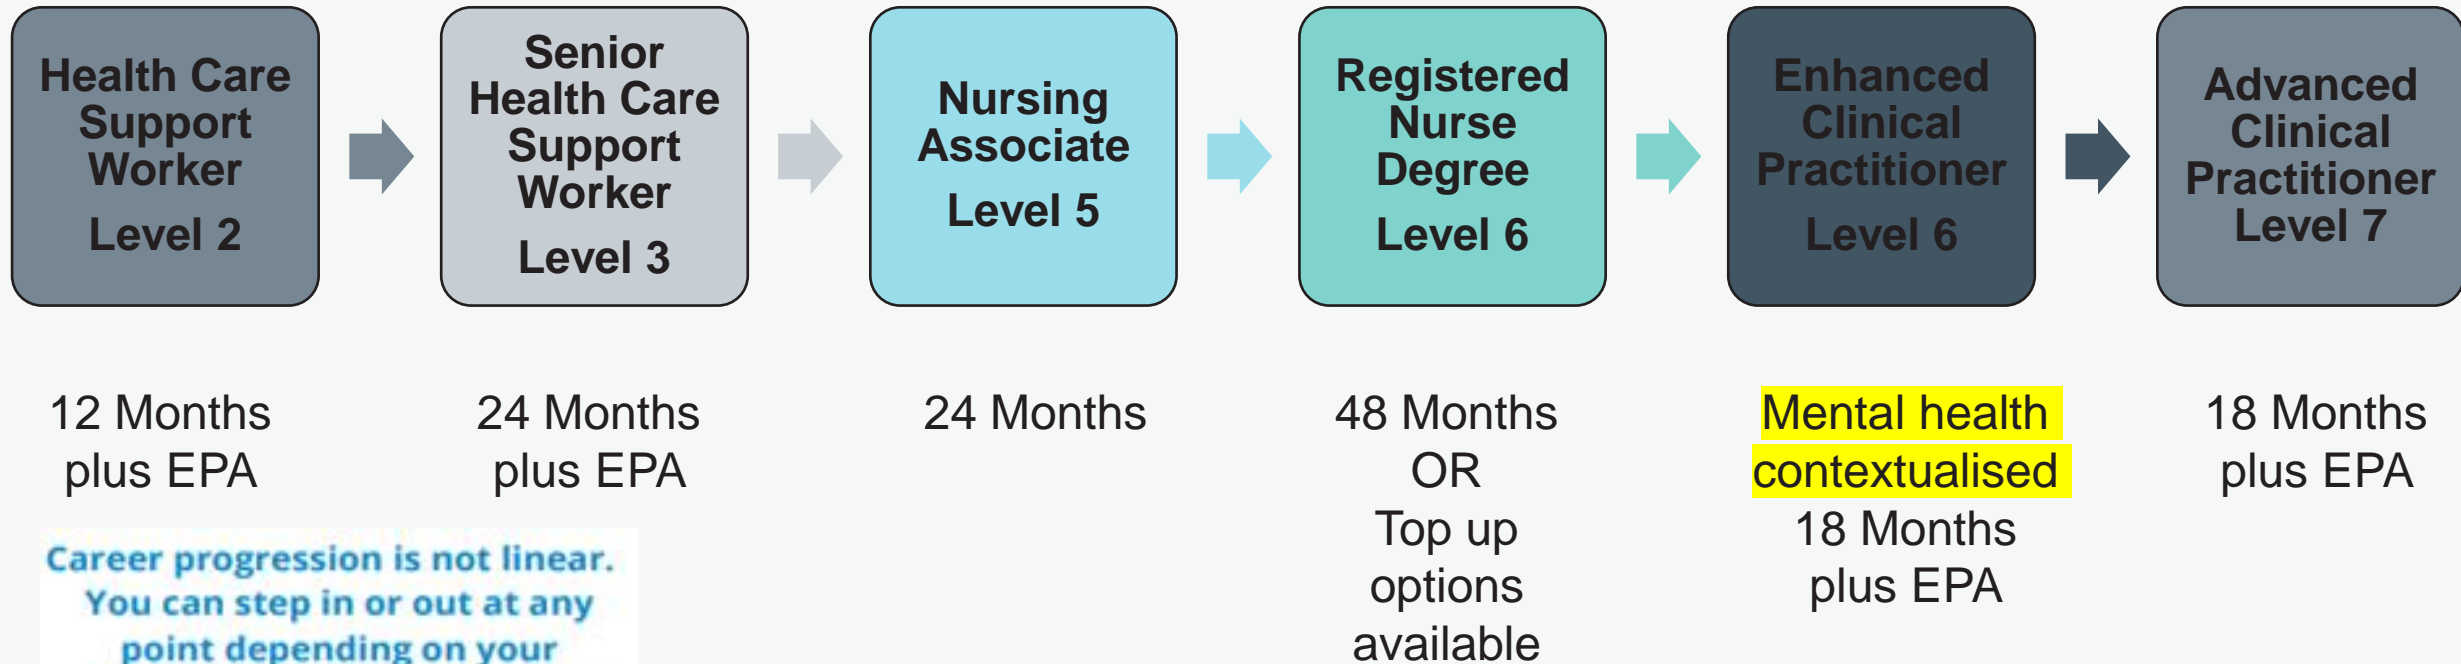 Health Care
Support
Worker
Level 2
Senior
Health Care
Support
Worker
Level 3
Nursing
Associate
Level 5
Registered
Nurse
Degree
Level 6
Enhanced
Clinical
Practitioner
Level 6
Advanced
Clinical
Practitioner
Level 7
12 Months
plus EPA
24 Months
plus EPA
24 Months
48 Months
OR
Top up
options
available
Mental health
contextualised
18 Months
plus EPA
18 Months
plus EPA
Career progression is not linear.
You can step in or out at any
point depending on your